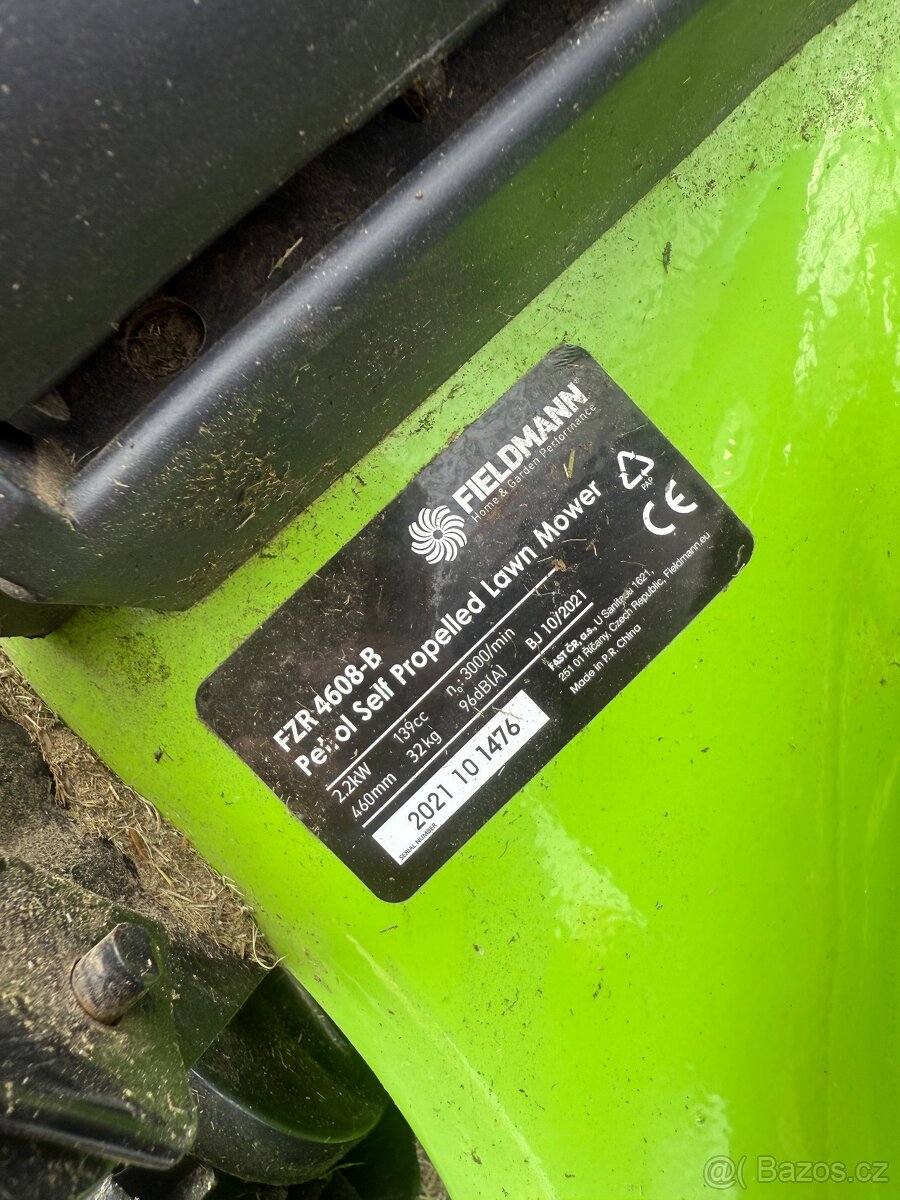 FIELDMANN®
Home & Garden Performance
PAP
CE
FZR 4608-B
Petrol Self Propelled Lawn Mower
2.2kW 139cc n₀:3000/min
460mm 32kg 96dB(A) BJ 10/2021
SERIAL NUMBER 2021 10 1476
FAST ČR, a.s., U Sanitasu 1621,
251 01 Říčany, Czech Republic, Fieldmann.eu
Made in P.R. China
Bazos.cz